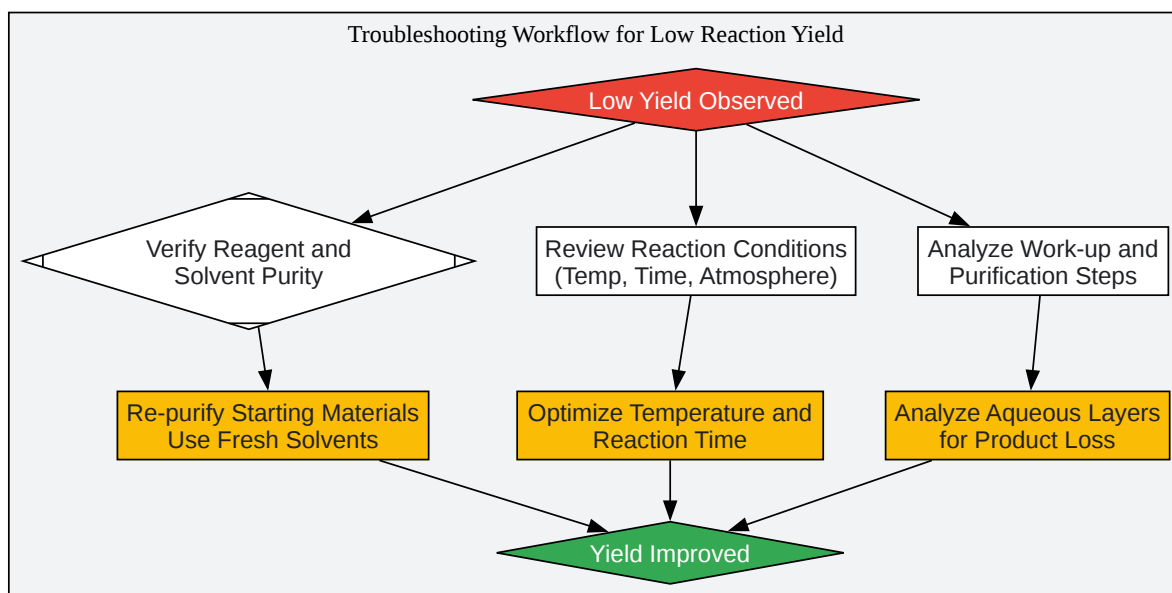 Troubleshooting Workflow for Low Reaction Yield
Low Yield Observed
Verify Reagent and
Solvent Purity
Review Reaction Conditions
(Temp, Time, Atmosphere)
Analyze Work-up and
Purification Steps
Re-purify Starting Materials
Use Fresh Solvents
Optimize Temperature and
Reaction Time
Analyze Aqueous Layers
for Product Loss
Yield Improved